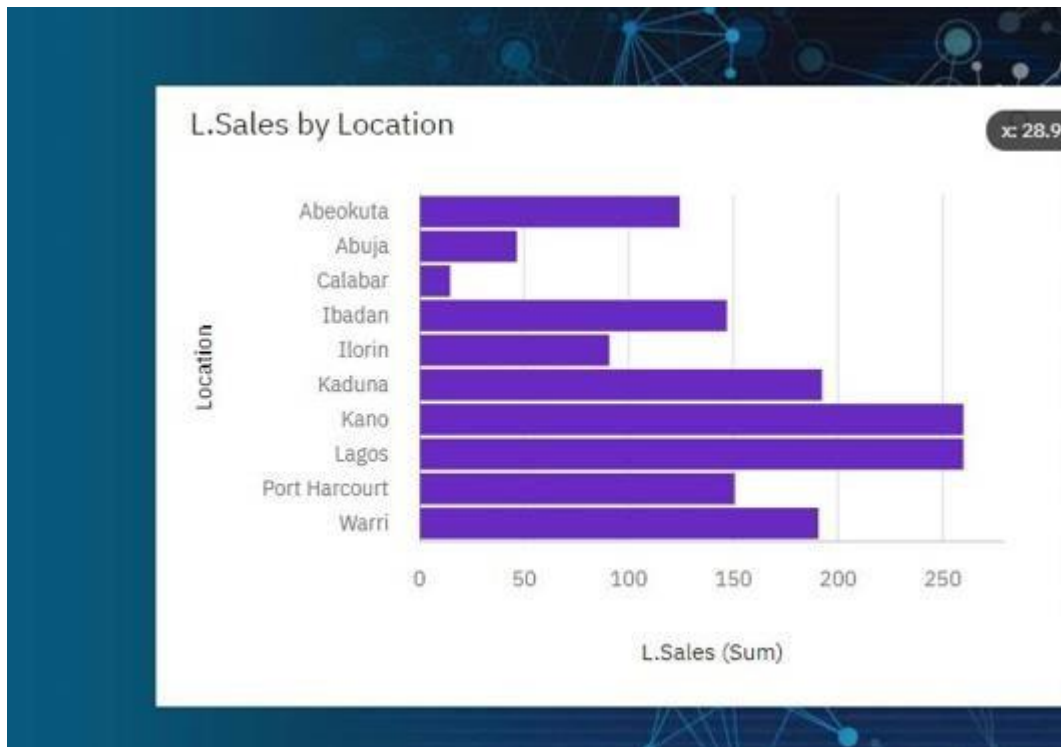 L.Sales by Location
x: 28.9
Abeokuta
Abuja
Calabar
Ibadan
Ilorin
Kaduna
Kano
Lagos
Port Harcourt
Warri
Location
0 50 100 150 200 250
L.Sales (Sum)